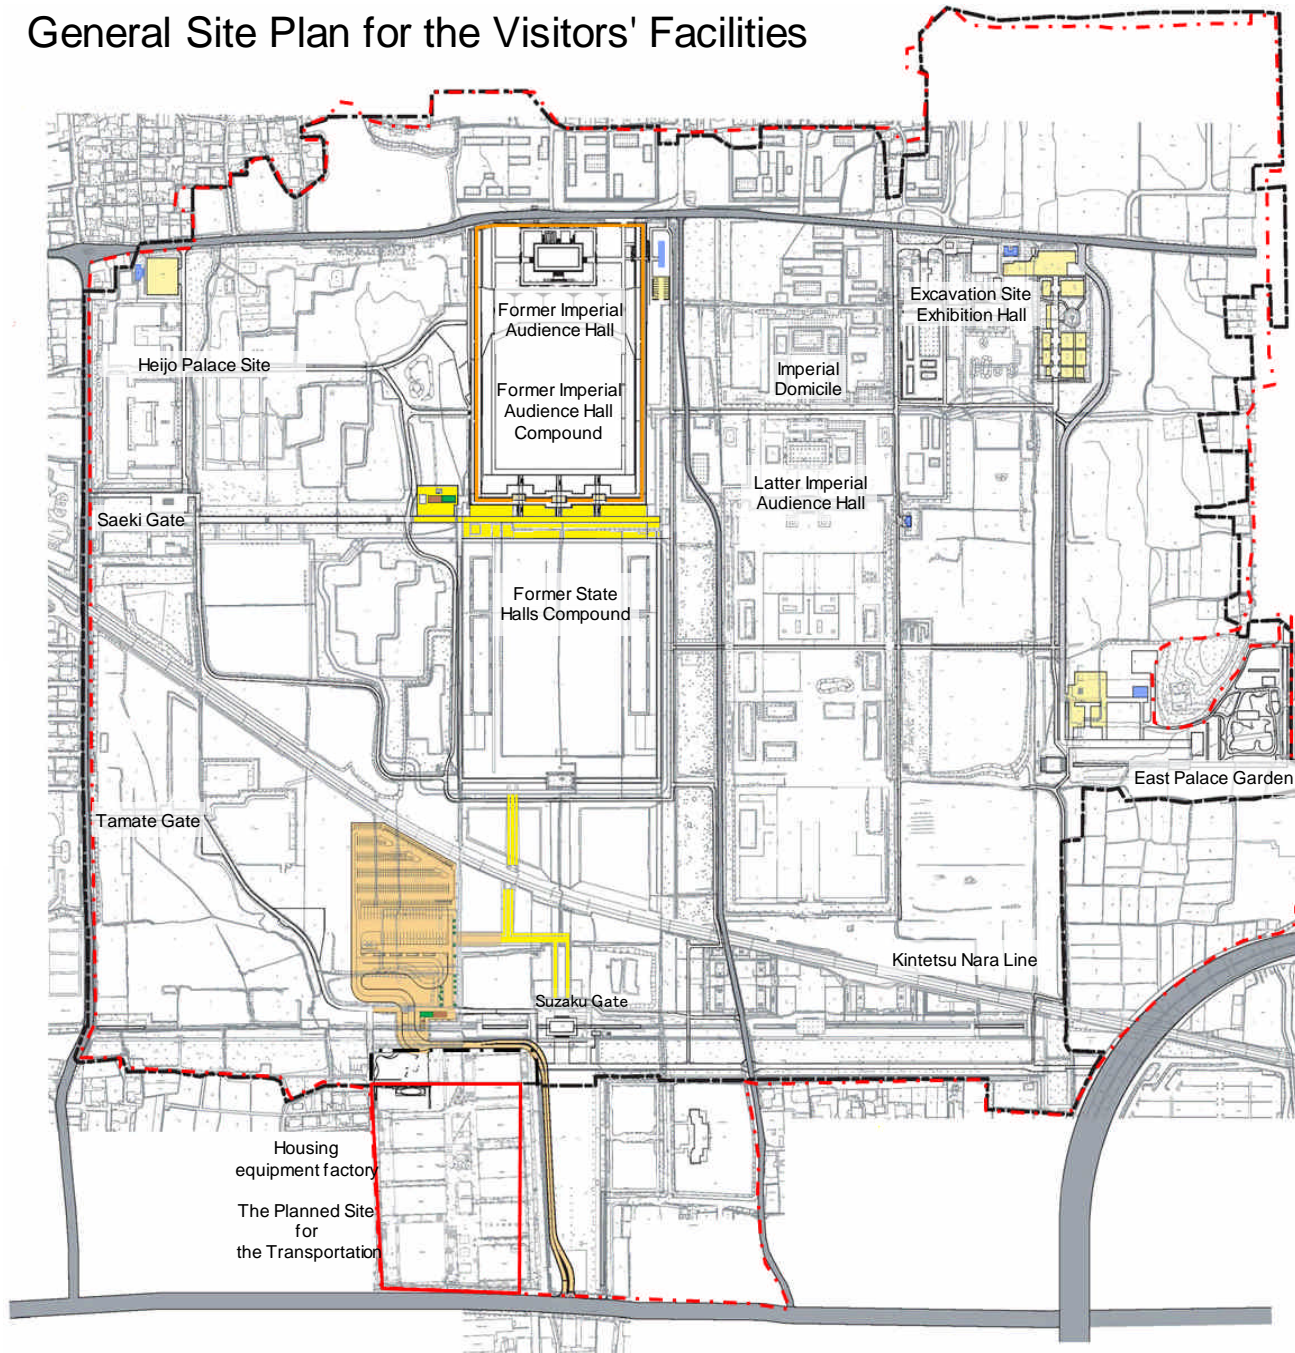 General Site Plan for the Visitors' Facilities
Former Imperial
Audience Hall
Excavation Site
Exhibition Hall
Heijo Palace Site
Imperial
Domicile
Former Imperial
Audience Hall
Compound
Latter Imperial
Audience Hall
Saeki Gate
Former State
Halls Compound
East Palace Garden
Tamate Gate
Kintetsu Nara Line
Suzaku Gate
Housing
equipment factory
The Planned Site
for
the Transportation